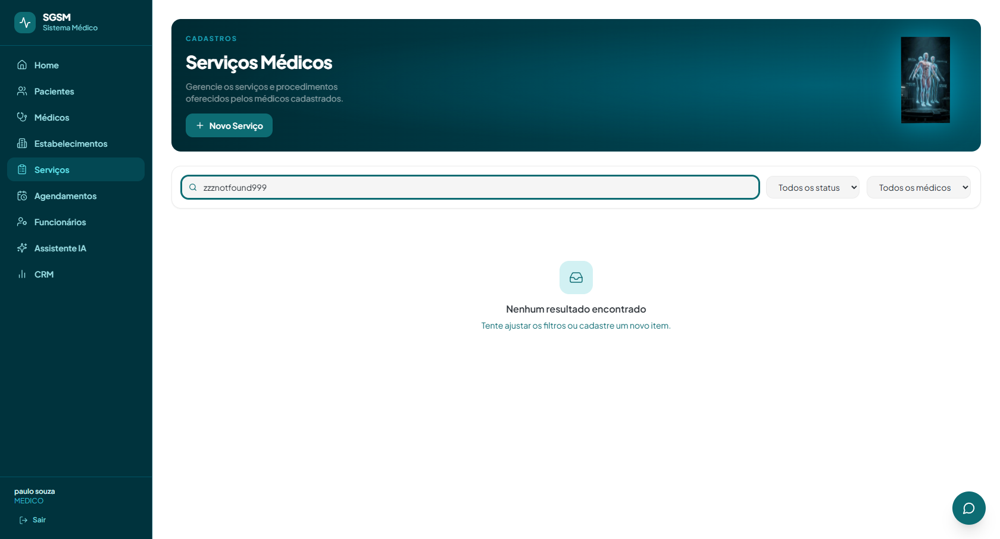 SGSM
Sistema Médico
Home
Pacientes
Médicos
Estabelecimentos
Serviços
Agendamentos
Funcionários
Assistente IA
CRM
paulo souza
MEDICO
Sair
CADASTROS
Serviços Médicos
Gerencie os serviços e procedimentos
oferecidos pelos médicos cadastrados.
Novo Serviço
zzznotfound999
Todos os status
Todos os médicos
Nenhum resultado encontrado
Tente ajustar os filtros ou cadastre um novo item.